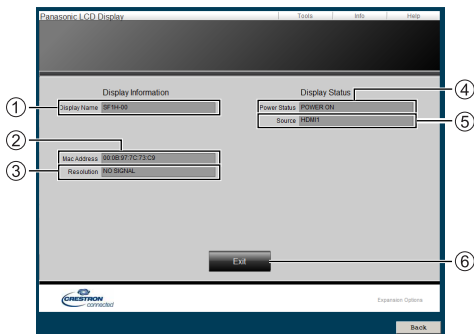 Panasonic LCD Display Tools Info Help
Display Information Display Status
① Display Name SF1H-00 Power Status POWER ON ④
Source HDMI1 ⑤
② Mac Address 00:0B:97:7C:73:C9
③ Resolution NO SIGNAL
Exit ⑥
CRESTRON connected Expansion Options
Back